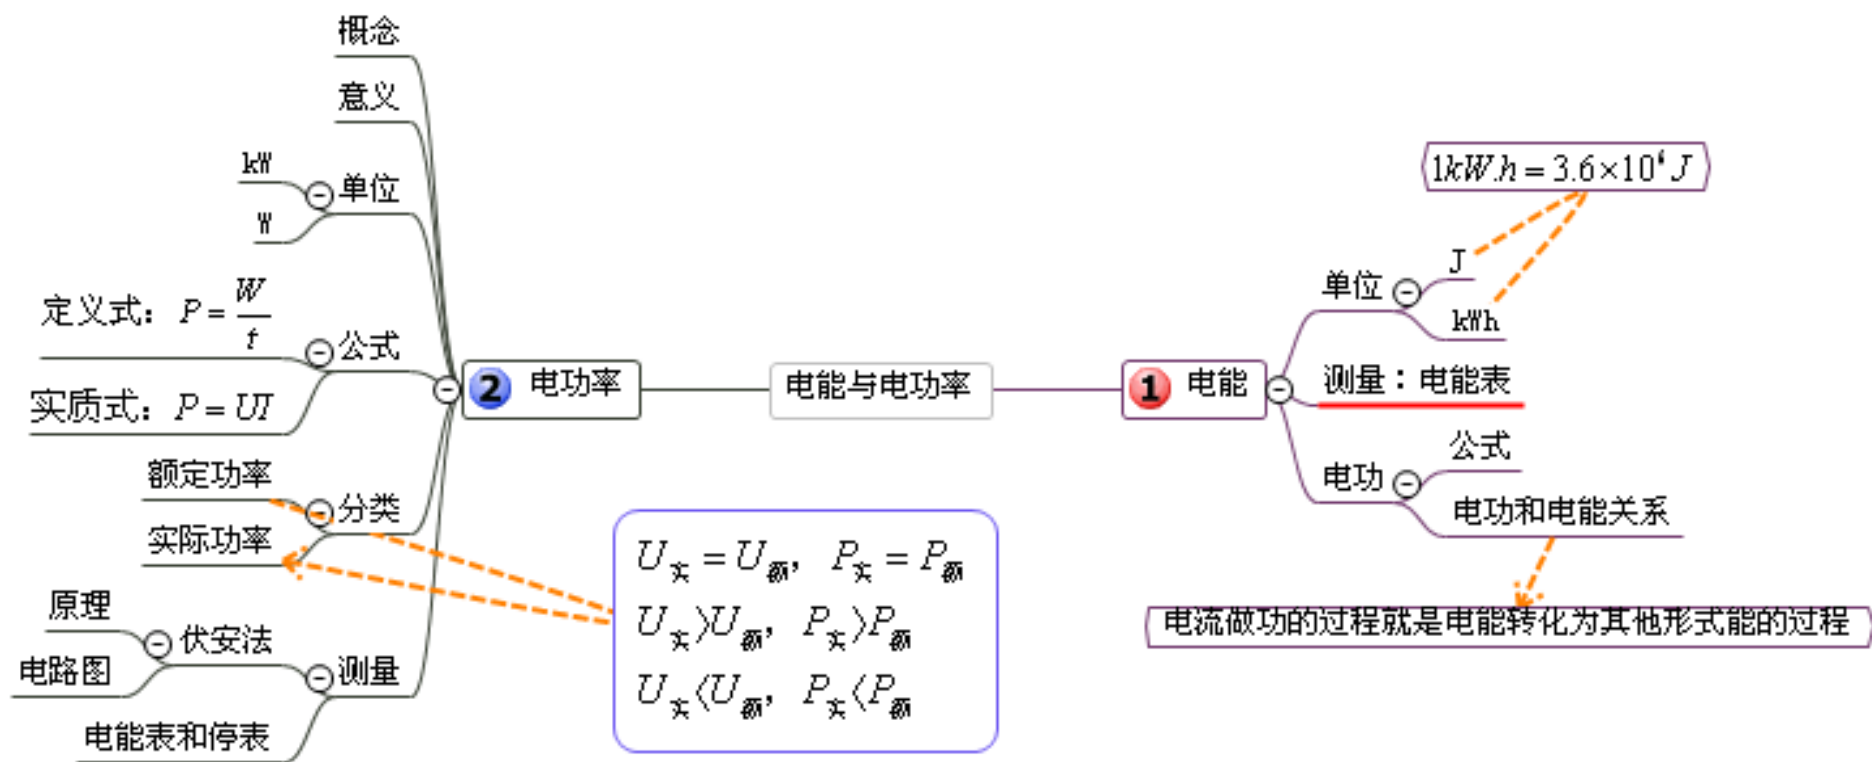 概念
意义
kW
单位
W
定义式：P = W/t
公式
实质式：P = UI
额定功率
分类
实际功率
原理
伏安法
电路图
测量
电能表和停表
2 电功率
电能与电功率
1 电能
U实 = U额，P实 = P额
U实〉U额，P实〉P额
U实〈U额，P实〈P额
1kW.h = 3.6×10⁶ J
单位
J
kWh
测量：电能表
公式
电功
电功和电能关系
电流做功的过程就是电能转化为其他形式能的过程